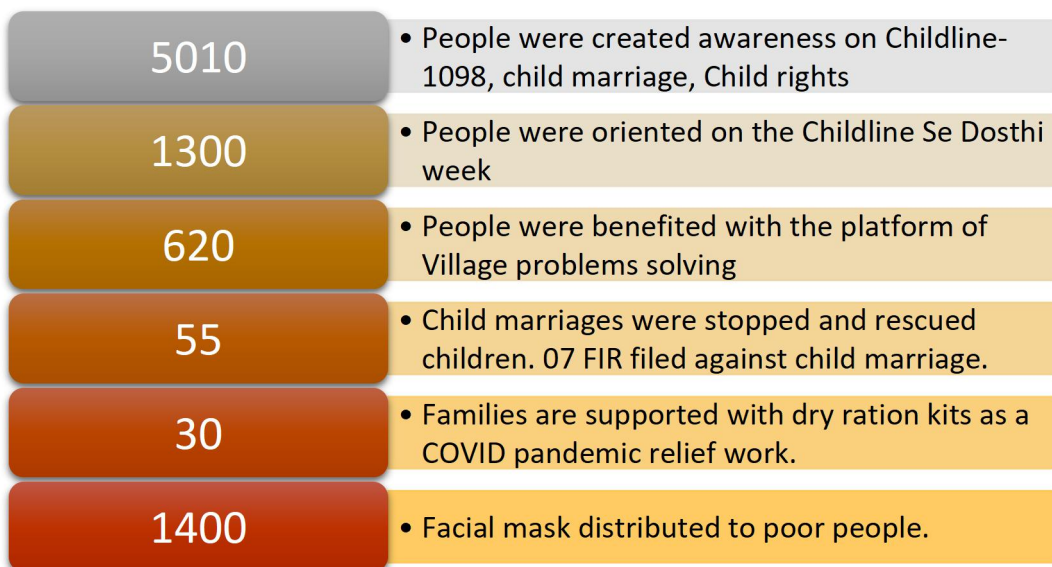 5010
• People were created awareness on Childline-
1098, child marriage, Child rights
1300
• People were oriented on the Childline Se Dosthi
week
620
• People were benefited with the platform of
Village problems solving
55
• Child marriages were stopped and rescued
children. 07 FIR filed against child marriage.
30
• Families are supported with dry ration kits as a
COVID pandemic relief work.
1400
• Facial mask distributed to poor people.